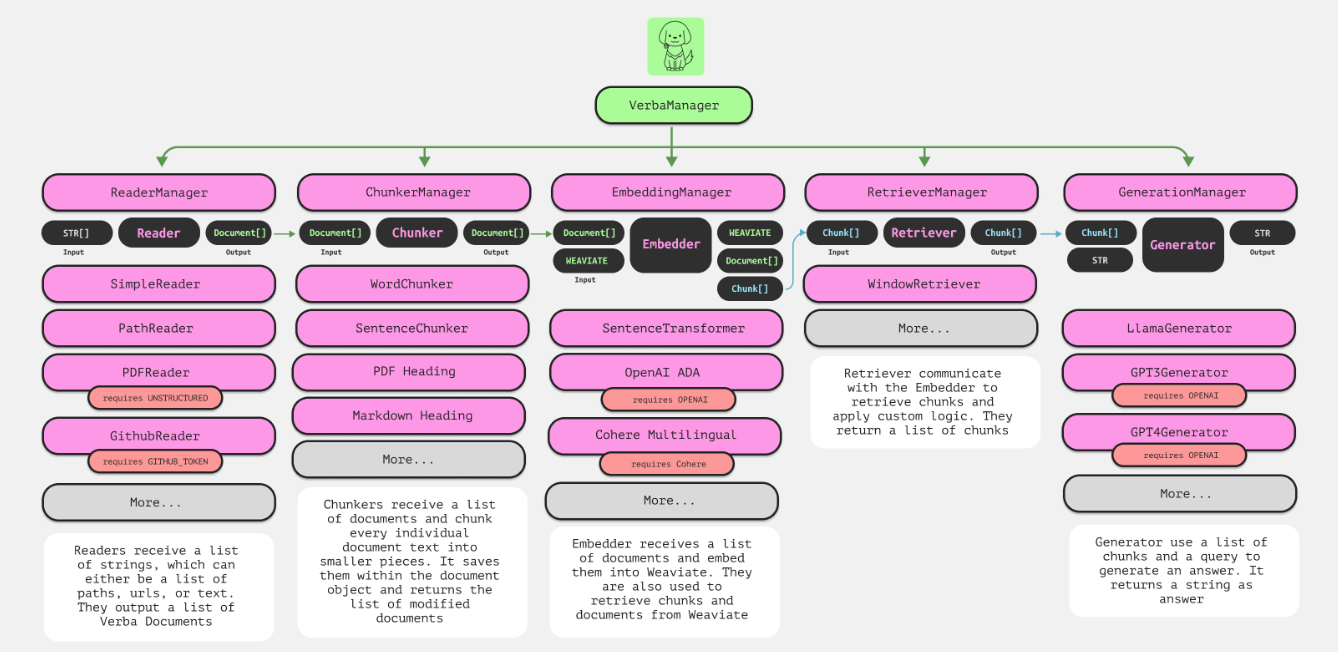 VerbaManager
ReaderManager
STR[]
Reader
Document[]
Input
Output
SimpleReader
PathReader
PDFReader
requires UNSTRUCTURED
GithubReader
requires GITHUB_TOKEN
More...
Readers receive a list
of strings, which can
either be a list of
paths, urls, or text.
They output a list of
Verba Documents
ChunkerManager
Document[]
Chunker
Document[]
Input
Output
WordChunker
SentenceChunker
PDF Heading
Markdown Heading
More...
Chunkers receive a list
of documents and chunk
every individual
document text into
smaller pieces. It saves
them within the document
object and returns the
list of modified
documents
EmbeddingManager
Document[]
WEAVIATE
Input
Embedder
WEAVIATE
Document[]
Chunk[]
SentenceTransformer
OpenAI ADA
requires OPENAI
Cohere Multilingual
requires Cohere
More...
Embedder receives a list
of documents and embed
them into Weaviate. They
are also used to
retrieve chunks and
documents from Weaviate
RetrieverManager
Chunk[]
Retriever
Chunk[]
Input
Output
WindowRetriever
More...
Retriever communicate
with the Embedder to
retrieve chunks and
apply custom logic. They
return a list of chunks
GenerationManager
Chunk[]
STR
Generator
STR
Output
LlamaGenerator
GPT3Generator
requires OPENAI
GPT4Generator
requires OPENAI
More...
Generator use a list of
chunks and a query to
generate an answer. It
returns a string as
answer